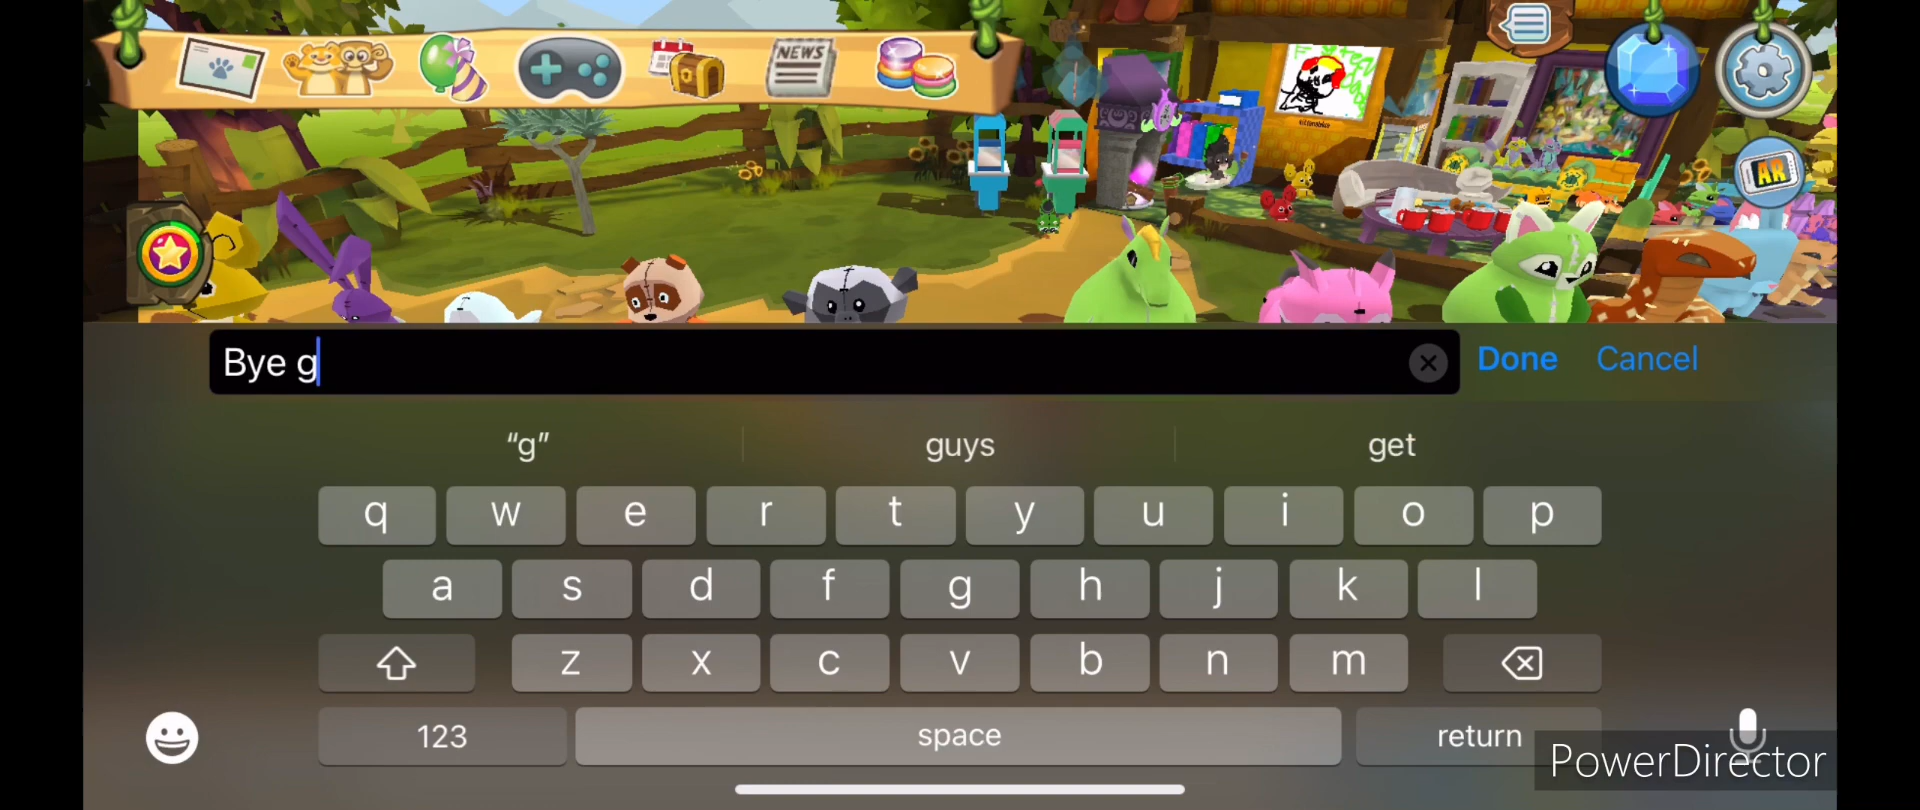 NEWS
AR
Bye g
Done
Cancel
“g”
guys
get
q w e r t y u i o p
a s d f g h j k l
z x c v b n m
123
space
return
PowerDirector